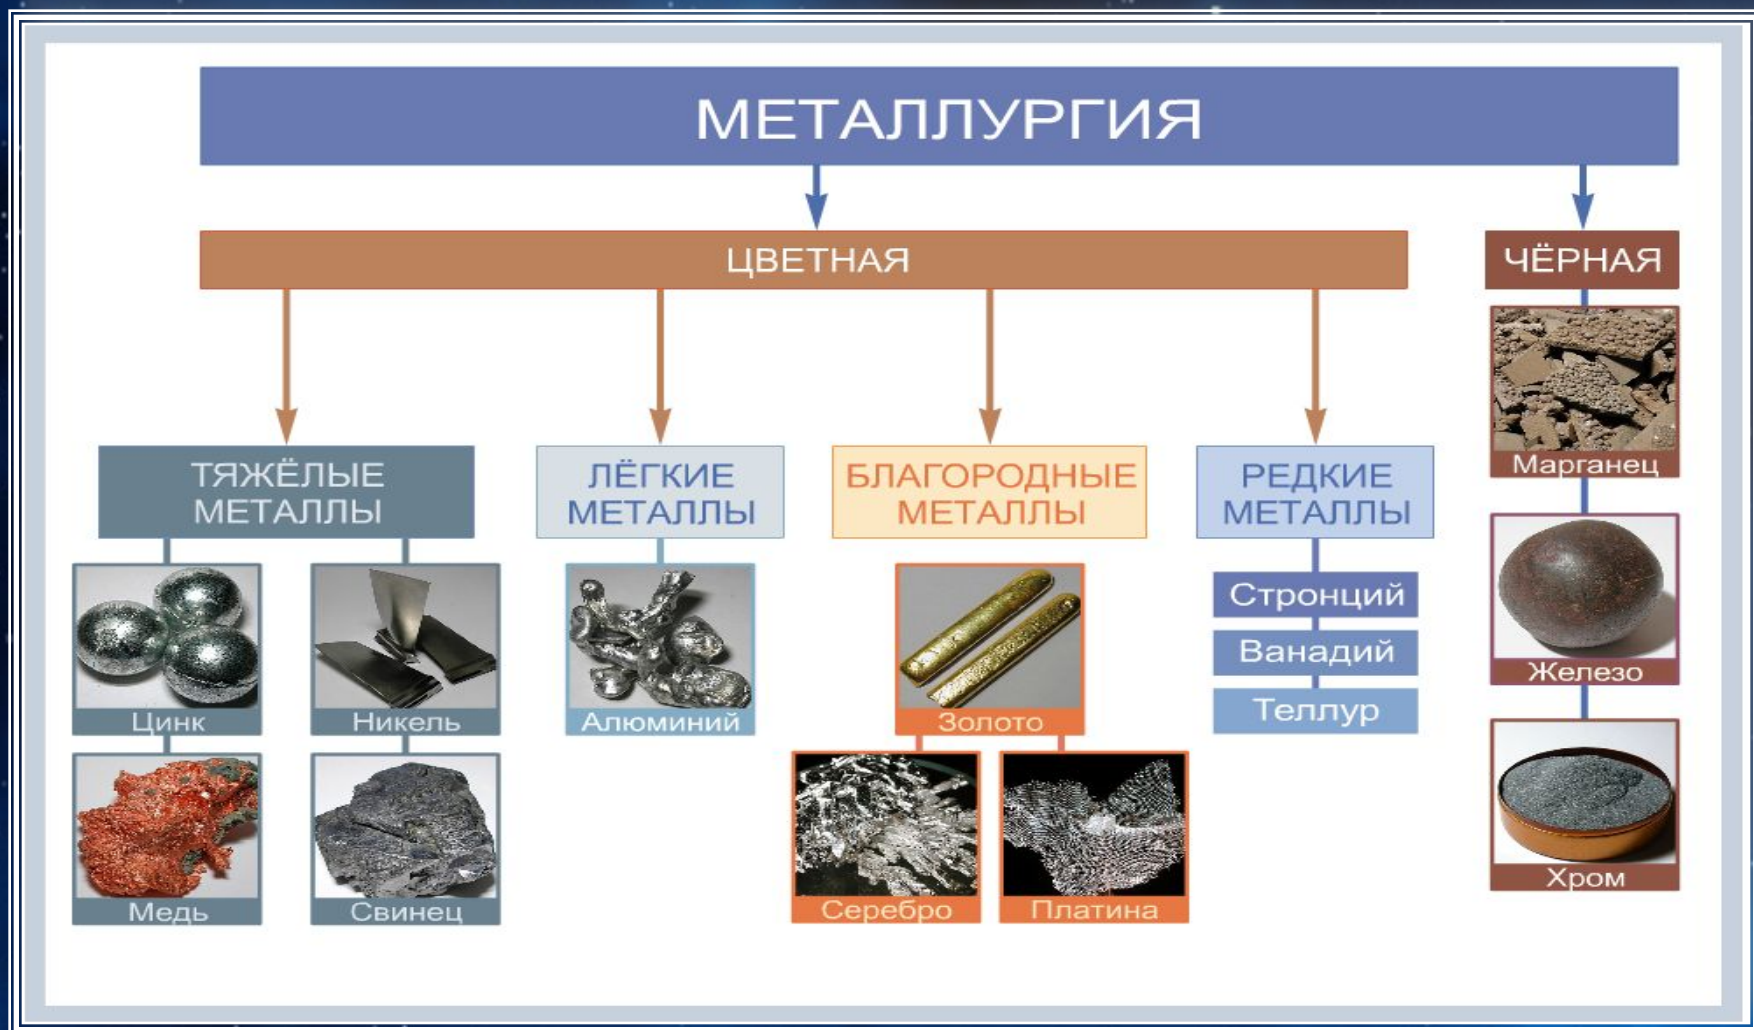 МЕТАЛЛУРГИЯ
ЦВЕТНАЯ
ЧЁРНАЯ
ТЯЖЁЛЫЕ
МЕТАЛЛЫ
ЛЁГКИЕ
МЕТАЛЛЫ
БЛАГОРОДНЫЕ
МЕТАЛЛЫ
РЕДКИЕ
МЕТАЛЛЫ
Цинк
Никель
Медь
Свинец
Алюминий
Золото
Серебро
Платина
Стронций
Ванадий
Теллур
Марганец
Железо
Хром